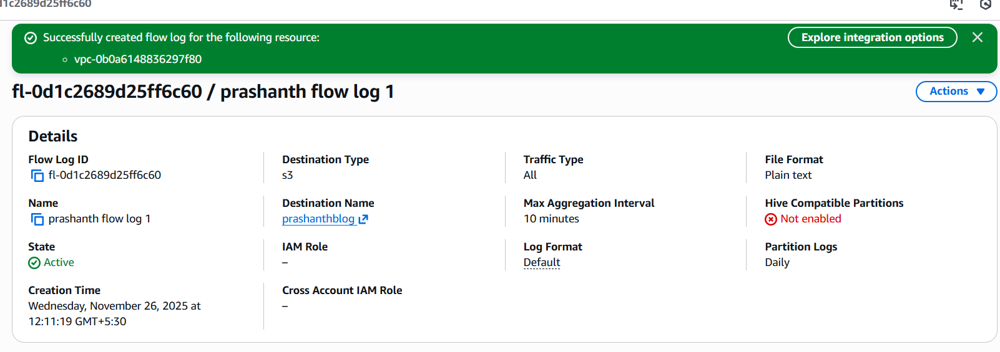 d1c2689d25ff6c60
Successfully created flow log for the following resource:
Explore integration options
vpc-0b0a6148836297f80
fl-0d1c2689d25ff6c60 / prashanth flow log 1
Actions
Details
Flow Log ID
fl-0d1c2689d25ff6c60
Destination Type
s3
Traffic Type
All
File Format
Plain text
Name
prashanth flow log 1
Destination Name
prashanthblog
Max Aggregation Interval
10 minutes
Hive Compatible Partitions
Not enabled
State
Active
IAM Role
–
Log Format
Default
Partition Logs
Daily
Creation Time
Wednesday, November 26, 2025 at
12:11:19 GMT+5:30
Cross Account IAM Role
–